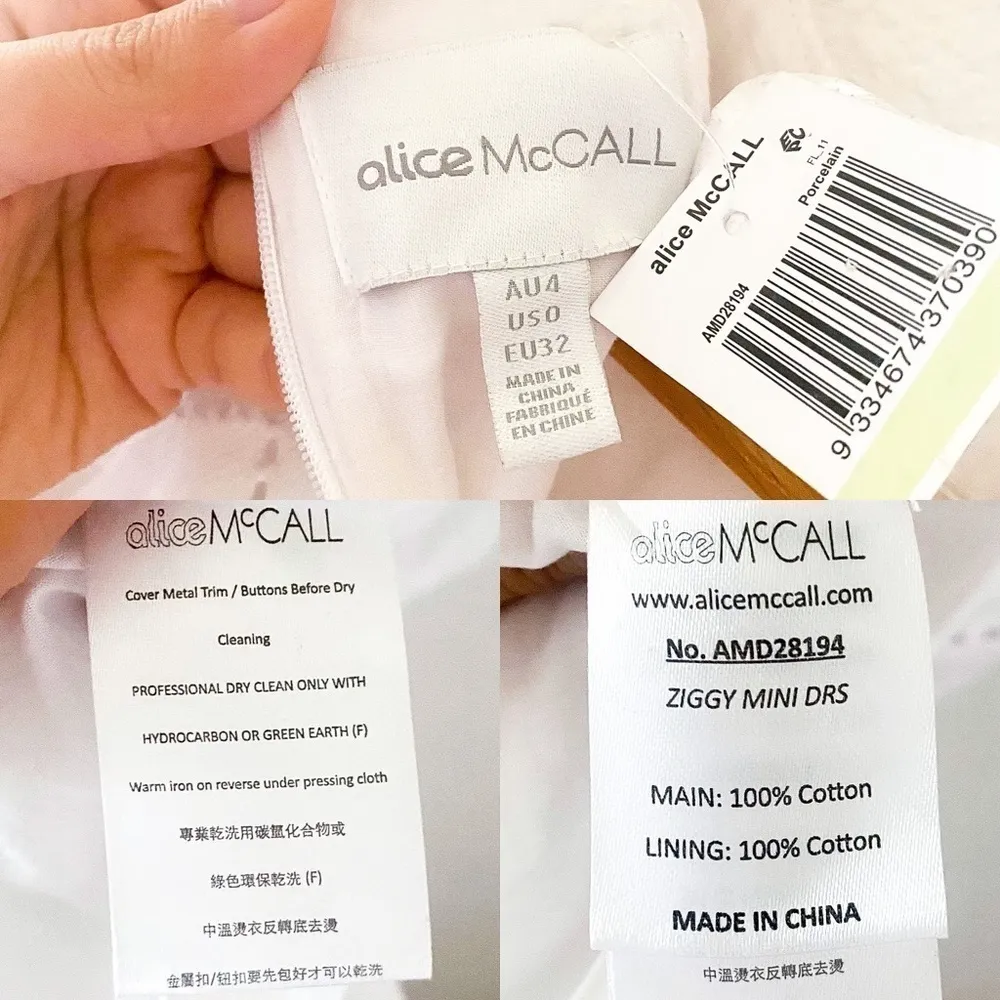 alice McCALL
AU4
US0
EU32
MADE IN
CHINA
FABRIQUÉ
EN CHINE
alice McCALL
FL_11
Porcelain
AMD28194
9 334674 370390
alice McCALL
Cover Metal Trim / Buttons Before Dry
Cleaning
PROFESSIONAL DRY CLEAN ONLY WITH
HYDROCARBON OR GREEN EARTH (F)
Warm iron on reverse under pressing cloth
專業乾洗用碳氫化合物或
綠色環保乾洗 (F)
中溫燙衣反轉底去燙
金屬扣/鈕扣要先包好才可以乾洗
alice McCALL
www.alicemccall.com
No. AMD28194
ZIGGY MINI DRS
MAIN: 100% Cotton
LINING: 100% Cotton
MADE IN CHINA
中溫燙衣反轉底去燙